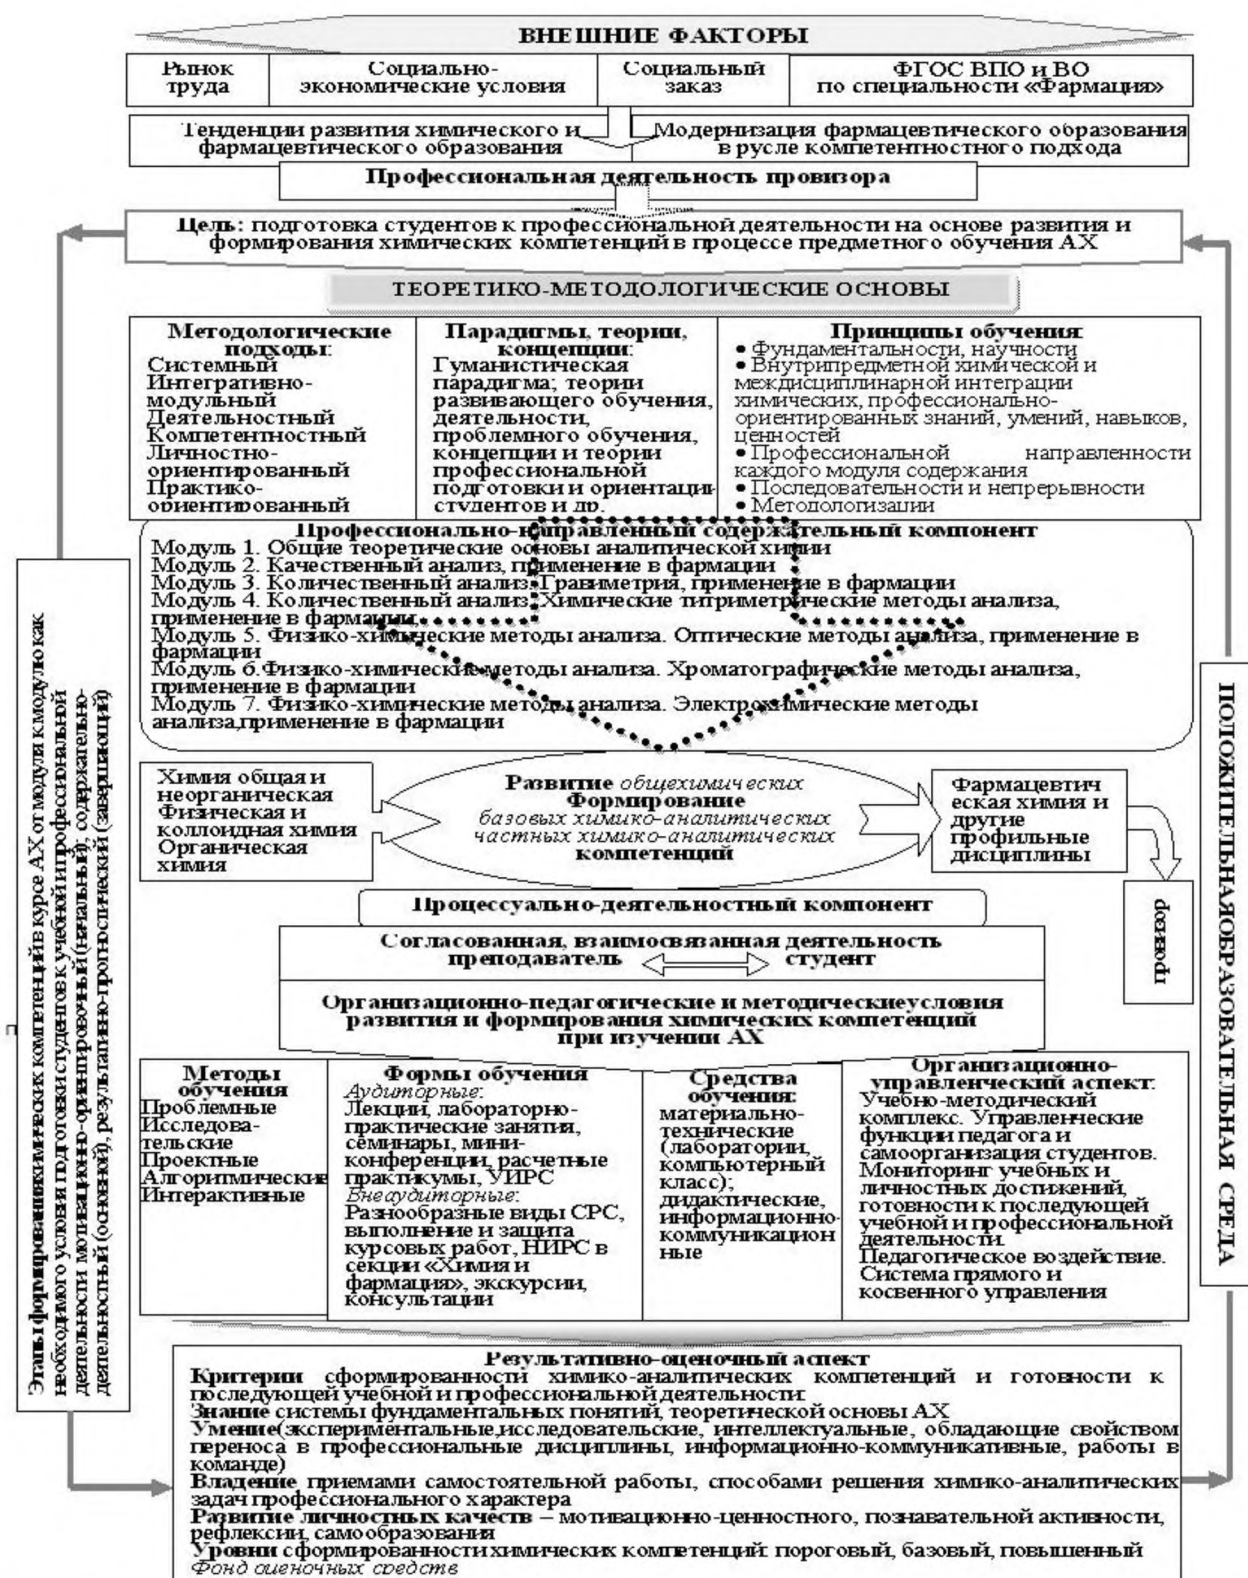 ВНЕШНИЕ ФАКТОРЫ
Рынок
труда
Социально-
экономические условия
Социальный
заказ
ФГОС ВПО и ВО
по специальности «Фармация»
Тенденции развития химического и
фармацевтического образования
Модернизация фармацевтического образования
в русле компетентностного подхода
Профессиональная деятельность провизора
Цель: подготовка студентов к профессиональной деятельности на основе развития и
формирования химических компетенций в процессе предметного обучения АХ
ТЕОРЕТИКО-МЕТОДОЛОГИЧЕСКИЕ ОСНОВЫ
Методологические
подходы:
Системный
Интегративно-
модульный
Деятельностный
Компетентностный
Личностно-
ориентированный
Практико-
ориентированный
Парадигмы, теории,
концепции:
Гуманистическая
парадигма; теории
развивающего обучения,
деятельности,
проблемного обучения,
концепции и теории
профессиональной
подготовки и ориентации
студентов и др.
Принципы обучения:
• Фундаментальности, научности
• Внутрипредметной химической и
междисциплинарной интеграции
химических, профессионально-
ориентированных знаний, умений, навыков,
ценностей
• Профессиональной направленности
каждого модуля содержания
• Последовательности и непрерывности
• Методологизации
Профессионально-направленный содержательный компонент
Модуль 1. Общие теоретические основы аналитической химии
Модуль 2. Качественный анализ, применение в фармации
Модуль 3. Количественный анализ. Гравиметрия, применение в фармации
Модуль 4. Количественный анализ. Химические титриметрические методы анализа,
применение в фармации
Модуль 5. Физико-химические методы анализа. Оптические методы анализа, применение в
фармации
Модуль 6.Физико-химические методы анализа. Хроматографические методы анализа,
применение в фармации
Модуль 7. Физико-химические методы анализа. Электрохимические методы
анализа,применение в фармации
Химия общая и
неорганическая
Физическая и
коллоидная химия
Органическая
химия
Развитие общехимических
Формирование
базовых химико-аналитических
частных химико-аналитических
компетенций
Фармацевтич
еская химия и
другие
профильные
дисциплины
провизор
Процессуально-деятельностный компонент
Согласованная, взаимосвязанная деятельность
преподаватель студент
Организационно-педагогические и методическиеусловия
развития и формирования химических компетенций
при изучении АХ
Методы
обучения
Проблемные
Исследова-
тельские
Проектные
Алгоритмические
Интерактивные
Формы обучения
Аудиторные:
Лекции, лабораторно-
практические занятия,
семинары, мини-
конференции, расчетные
практикумы, УИРС
Внеаудиторные:
Разнообразные виды СРС,
выполнение и защита
курсовых работ, НИРС в
секции «Химия и
фармация», экскурсии,
консультации
Средства
обучения:
материально-
технические
(лаборатории,
компьютерный
класс);
дидактические,
информационно-
коммуникацион
ные
Организационно-
управленческий аспект:
Учебно-методический
комплекс. Управленческие
функции педагога и
самоорганизация студентов.
Мониторинг учебных и
личностных достижений,
готовности к последующей
учебной и профессиональной
деятельности.
Педагогическое воздействие.
Система прямого и
косвенного управления
Результативно-оценочный аспект
Критерии сформированности химико-аналитических компетенций и готовности к
последующей учебной и профессиональной деятельности:
Знание системы фундаментальных понятий, теоретической основы АХ
Умение(экспериментальные,исследовательские, интеллектуальные, обладающие свойством
переноса в профессиональные дисциплины, информационно-коммуникативные, работы в
команде)
Владение приемами самостоятельной работы, способами решения химико-аналитических
задач профессионального характера
Развитие личностных качеств – мотивационно-ценностного, познавательной активности,
рефлексии, самообразования
Уровни сформированности химических компетенций: пороговый, базовый, повышенный
Фонд оценочных средств
Этапы формирования химических компетенций в курсе АХ от модуля к модулю как
необходимого условия подготовки студентов к учебной и профессиональной
деятельности: мотивационно-ориентировочный (начальный), содержательно-
деятельностный (основной), результативно-прогностический (завершающий)
ПОЛОЖИТЕЛЬНАЯОБРАЗОВАТЕЛЬНАЯ СРЕДА